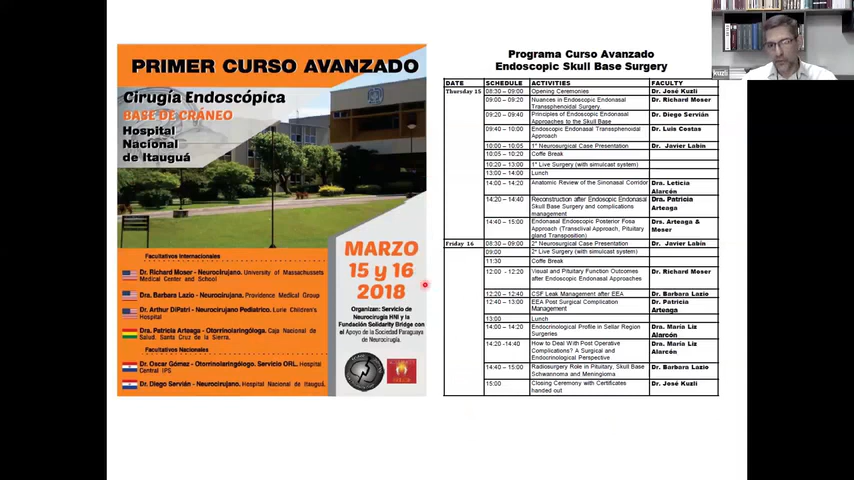 PRIMER CURSO AVANZADO
Cirugía Endoscópica
BASE DE CRÁNEO
Hospital
Nacional
de Itauguá
MARZO
15 y 16
2018
Organizan: Servicio de
Neurocirugía HNI y la
Fundación Solidarity Bridge con
el Apoyo de la Sociedad Paraguaya
de Neurocirugía.
Facultativos Internacionales
Dr. Richard Moser - Neurocirujano. University of Massachussets
Medical Center and School
Dra. Barbara Lazio - Neurocirujana. Providence Medical Group
Dr. Arthur DiPatri - Neurocirujano Pediatrico. Lurie Children's
Hospital
Dra. Patricia Arteaga - Otorrinolaringóloga. Caja Nacional de
Salud. Santa Cruz de la Sierra.
Facultativos Nacionales
Dr. Oscar Gómez - Otorrinolaringólogo. Servicio ORL. Hospital
Central IPS
Dr. Diego Servián - Neurocirujano. Hospital Nacional de Itauguá.
Programa Curso Avanzado
Endoscopic Skull Base Surgery
DATE SCHEDULE ACTIVITIES FACULTY
Thursday 15 08:30 – 09:00 Opening Ceremonies Dr. José Kuzli
09:00 – 09:20 Nuances in Endoscopic Endonasal Transsphenoidal Surgery. Dr. Richard Moser
09:20 – 09:40 Principles of Endoscopic Endonasal Approaches to the Skull Base Dr. Diego Servián
09:40 – 10:00 Endoscopic Endonasal Transsphenoidal Approach Dr. Luis Costas
10:00 – 10:05 1° Neurosurgical Case Presentation Dr. Javier Labín
10:05 – 10:20 Coffe Break
10:20 – 13:00 1° Live Surgery (with simulcast system)
13:00 – 14:00 Lunch
14:00 – 14:20 Anatomic Review of the Sinonasal Corridor Dra. Leticia Alarcón
14:20 – 14:40 Reconstruction after Endosopic Endonasal Skull Base Surgery and complications management Dra. Patricia Arteaga
14:40 – 15:00 Endonasal Endoscopic Posterior Fosa Approach (Transclival Approach, Pituitary gland Transposition) Drs. Arteaga & Moser
Friday 16 08:30 – 09:00 2° Neurosurgical Case Presentation Dr. Javier Labín
09:00 2° Live Surgery (with simulcast system)
11:30 Coffe Break
12:00 - 12:20 Visual and Pituitary Function Outcomes after Endoscopic Endonasal Approaches Dr. Richard Moser
12:20 – 12:40 CSF Leak Management after EEA Dr. Barbara Lazio
12:40 – 13:00 EEA Post Surgical Complication Management Dr. Patricia Arteaga
13:00 Lunch
14:00 – 14:20 Endocrinological Profile in Sellar Region Surgeries Dr. María Liz Alarcón
14:20 -14:40 How to Deal With Post Operative Complications? A Surgical and Endocrinological Perspective Dr. María Liz Alarcón
14:40 – 15:00 Radiosurgery Role in Pituitary, Skull Base Schwannoma and Meningioma Dr. Barbara Lazio
15:00 Closing Ceremony with Certificates handed out Dr. José Kuzli
kuzli